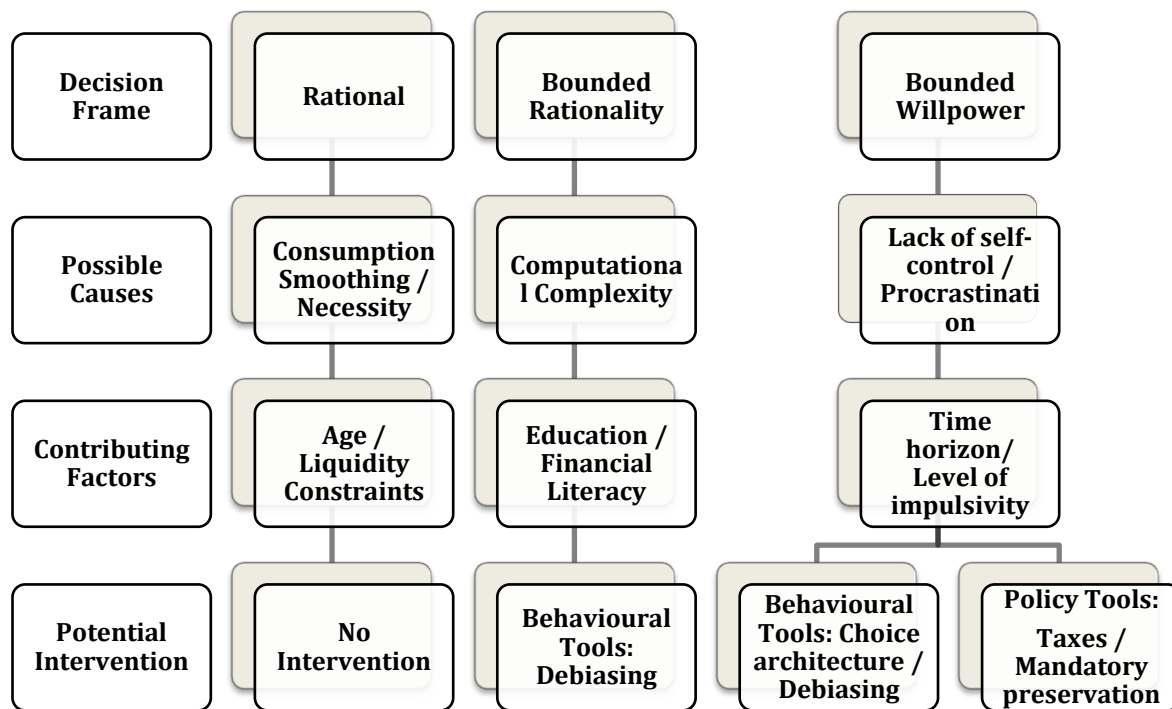 Decision
Frame
Rational
Bounded
Rationality
Bounded
Willpower
Possible
Causes
Consumption
Smoothing /
Necessity
Computationa
l Complexity
Lack of self-
control /
Procrastinati
on
Contributing
Factors
Age /
Liquidity
Constraints
Education /
Financial
Literacy
Time
horizon/
Level of
impulsivity
Potential
Intervention
No
Intervention
Behavioural
Tools:
Debiasing
Behavioural
Tools: Choice
architecture /
Debiasing
Policy Tools:
Taxes /
Mandatory
preservation